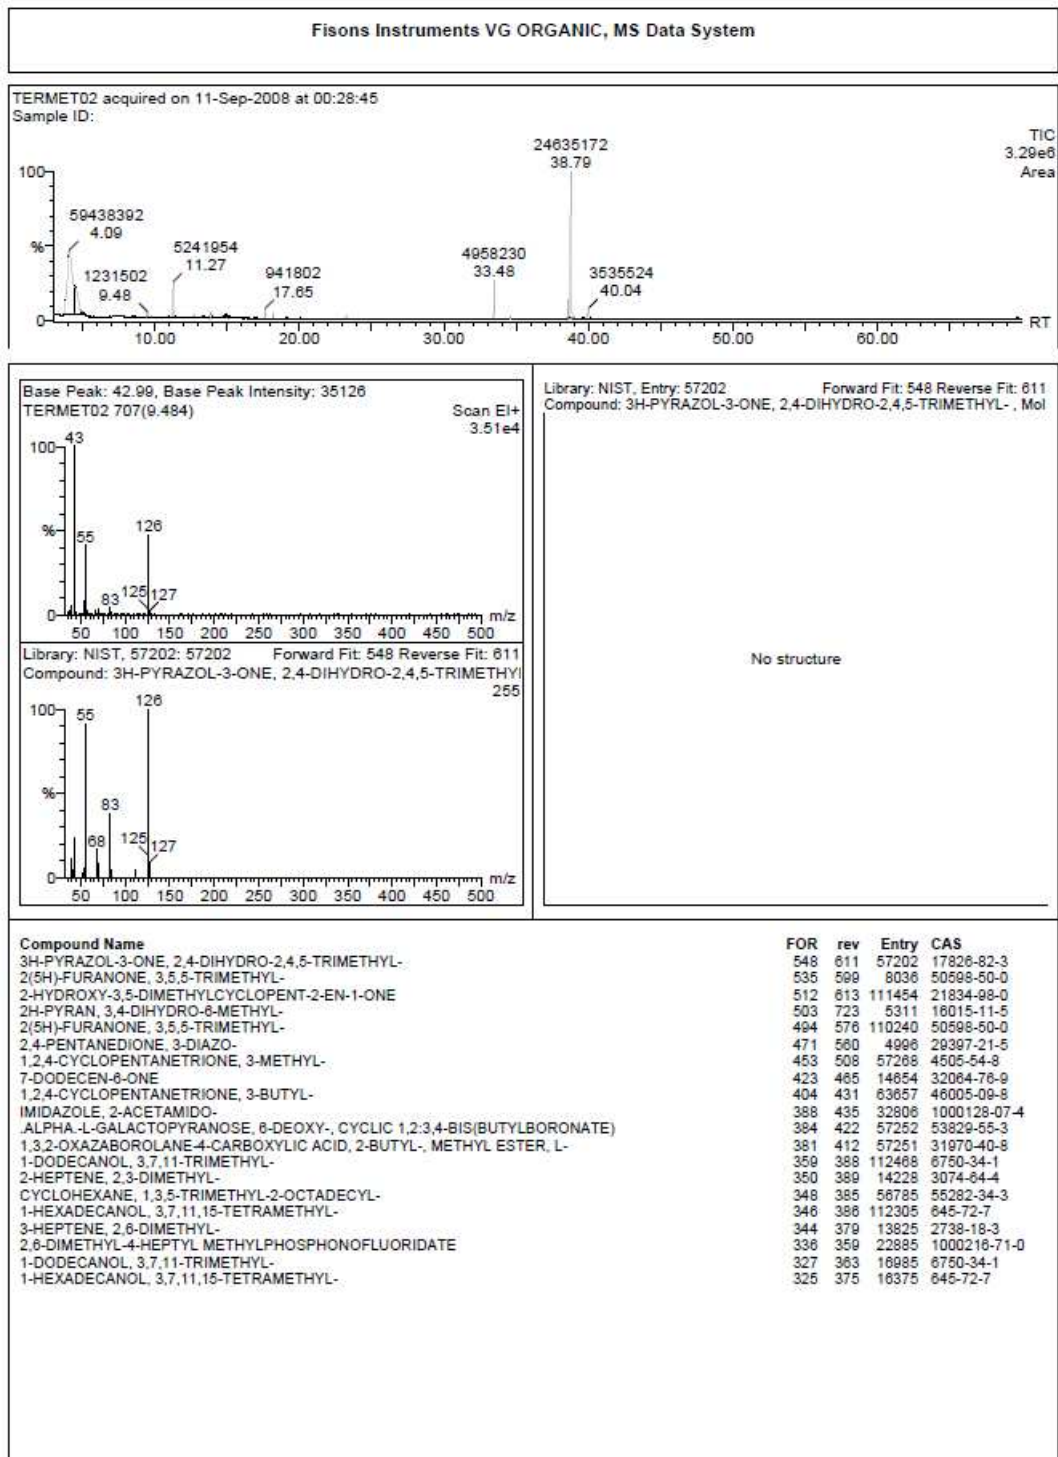 Fisons Instruments VG ORGANIC, MS Data System
TERMET02 acquired on 11-Sep-2008 at 00:28:45
Sample ID:
TIC
3.29e6
Area
24635172
38.79
59438392
4.09
5241954
11.27
1231502
9.48
941802
17.65
4958230
33.48
3535524
40.04
100
%
0
10.00 20.00 30.00 40.00 50.00 60.00
RT
Base Peak: 42.99, Base Peak Intensity: 35126
TERMET02 707(9.484) Scan EI+
3.51e4
100
%
0
43
55
83
125
126
127
50 100 150 200 250 300 350 400 450 500
m/z
Library: NIST, 57202: 57202 Forward Fit: 548 Reverse Fit: 611
Compound: 3H-PYRAZOL-3-ONE, 2,4-DIHYDRO-2,4,5-TRIMETHYL
255
100
%
0
55
126
83
68
125
127
50 100 150 200 250 300 350 400 450 500
m/z
Library: NIST, Entry: 57202 Forward Fit: 548 Reverse Fit: 611
Compound: 3H-PYRAZOL-3-ONE, 2,4-DIHYDRO-2,4,5-TRIMETHYL- , Mol
No structure
Compound Name FOR rev Entry CAS
3H-PYRAZOL-3-ONE, 2,4-DIHYDRO-2,4,5-TRIMETHYL- 548 611 57202 17826-82-3
2(5H)-FURANONE, 3,5,5-TRIMETHYL- 535 599 8036 50598-50-0
2-HYDROXY-3,5-DIMETHYLCYCLOPENT-2-EN-1-ONE 512 613 111454 21834-98-0
2H-PYRAN, 3,4-DIHYDRO-6-METHYL- 503 723 5311 16015-11-5
2(5H)-FURANONE, 3,5,5-TRIMETHYL- 494 576 110240 50598-50-0
2,4-PENTANEDIONE, 3-DIAZO- 471 560 4996 29397-21-5
1,2,4-CYCLOPENTANETRIONE, 3-METHYL- 453 508 57268 4505-54-8
7-DODECEN-6-ONE 423 465 14654 32064-76-9
1,2,4-CYCLOPENTANETRIONE, 3-BUTYL- 404 431 63657 46005-09-8
IMIDAZOLE, 2-ACETAMIDO- 388 435 32806 1000128-07-4
.ALPHA.-L-GALACTOPYRANOSE, 6-DEOXY-, CYCLIC 1,2:3,4-BIS(BUTYLBORONATE) 384 422 57252 53829-55-3
1,3,2-OXAZABOROLANE-4-CARBOXYLIC ACID, 2-BUTYL-, METHYL ESTER, L- 381 412 57251 31970-40-8
1-DODECANOL, 3,7,11-TRIMETHYL- 359 388 112468 6750-34-1
2-HEPTENE, 2,3-DIMETHYL- 350 389 14228 3074-64-4
CYCLOHEXANE, 1,3,5-TRIMETHYL-2-OCTADECYL- 348 385 56785 55282-34-3
1-HEXADECANOL, 3,7,11,15-TETRAMETHYL- 346 386 112305 645-72-7
3-HEPTENE, 2,6-DIMETHYL- 344 379 13825 2738-18-3
2,6-DIMETHYL-4-HEPTYL METHYLPHOSPHONOFLUORIDATE 336 359 22885 1000216-71-0
1-DODECANOL, 3,7,11-TRIMETHYL- 327 363 16985 6750-34-1
1-HEXADECANOL, 3,7,11,15-TETRAMETHYL- 325 375 16375 645-72-7